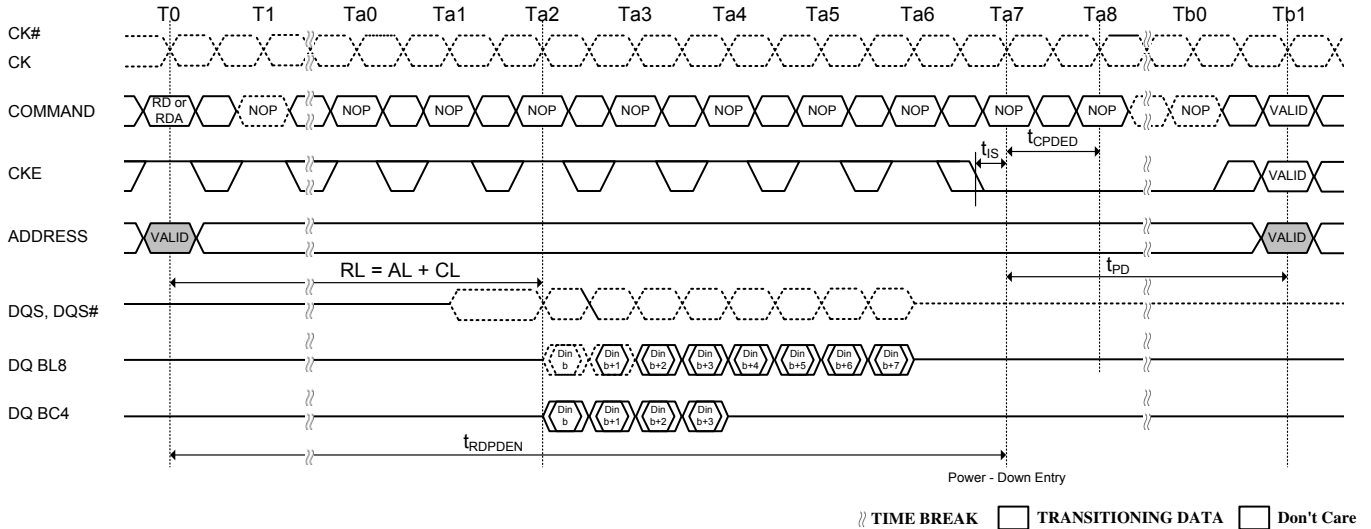 T0 T1 Ta0 Ta1 Ta2 Ta3 Ta4 Ta5 Ta6 Ta7 Ta8 Tb0 Tb1
CK#
CK
COMMAND RD or RDA NOP NOP NOP NOP NOP NOP NOP NOP NOP NOP VALID
tIS tCPDED
CKE VALID
ADDRESS VALID VALID
RL = AL + CL tPD
DQS, DQS#
DQ BL8 Din b Din b+1 Din b+2 Din b+3 Din b+4 Din b+5 Din b+6 Din b+7
DQ BC4 Din b Din b+1 Din b+2 Din b+3
tRDPDEN
Power - Down Entry
TIME BREAK TRANSITIONING DATA Don't Care